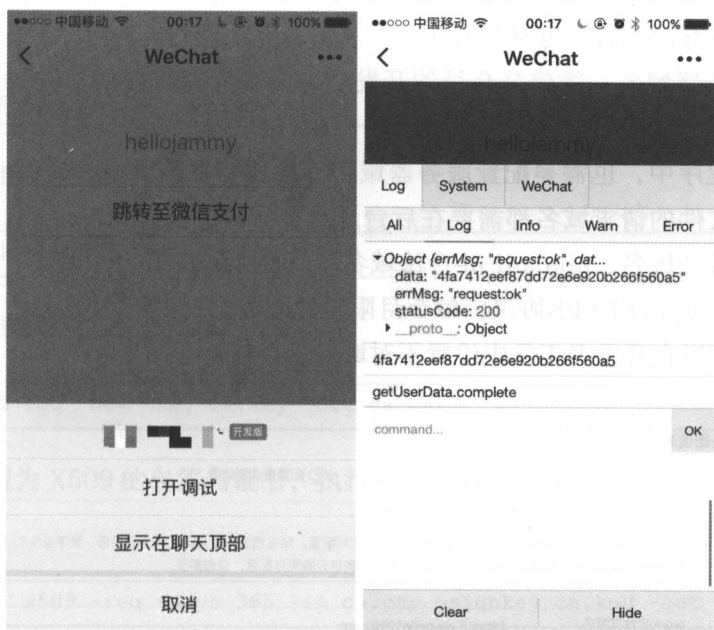 中国移动 00:17 100%
WeChat
hellojammy
跳转至微信支付
开发版
打开调试
显示在聊天顶部
取消
中国移动 00:17 100%
WeChat
hellojammy
Log System WeChat
All Log Info Warn Error
Object {errMsg: "request:ok", dat...
data: "4fa7412eef87dd72e6e920b266f560a5"
errMsg: "request:ok"
statusCode: 200
__proto__: Object
4fa7412eef87dd72e6e920b266f560a5
getUserData.complete
command... OK
Clear Hide